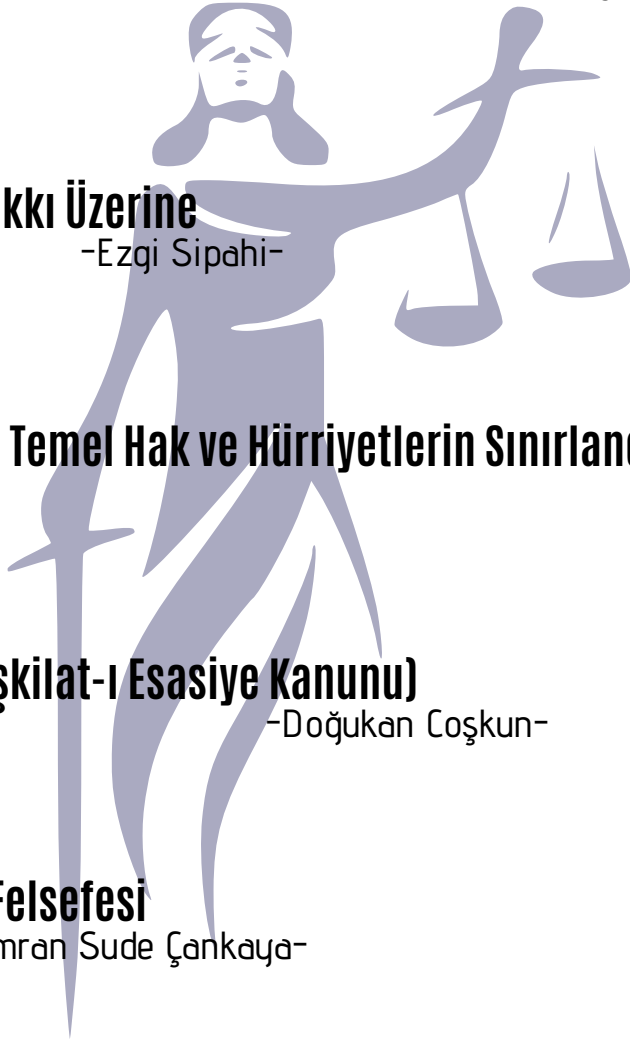 kkı Üzerine
-Ezgi Sipahi-
Temel Hak ve Hürriyetlerin Sınırlan
şkilat-ı Esasiye Kanunu)
-Doğukan Coşkun-
Felsefesi
mran Sude Çankaya-